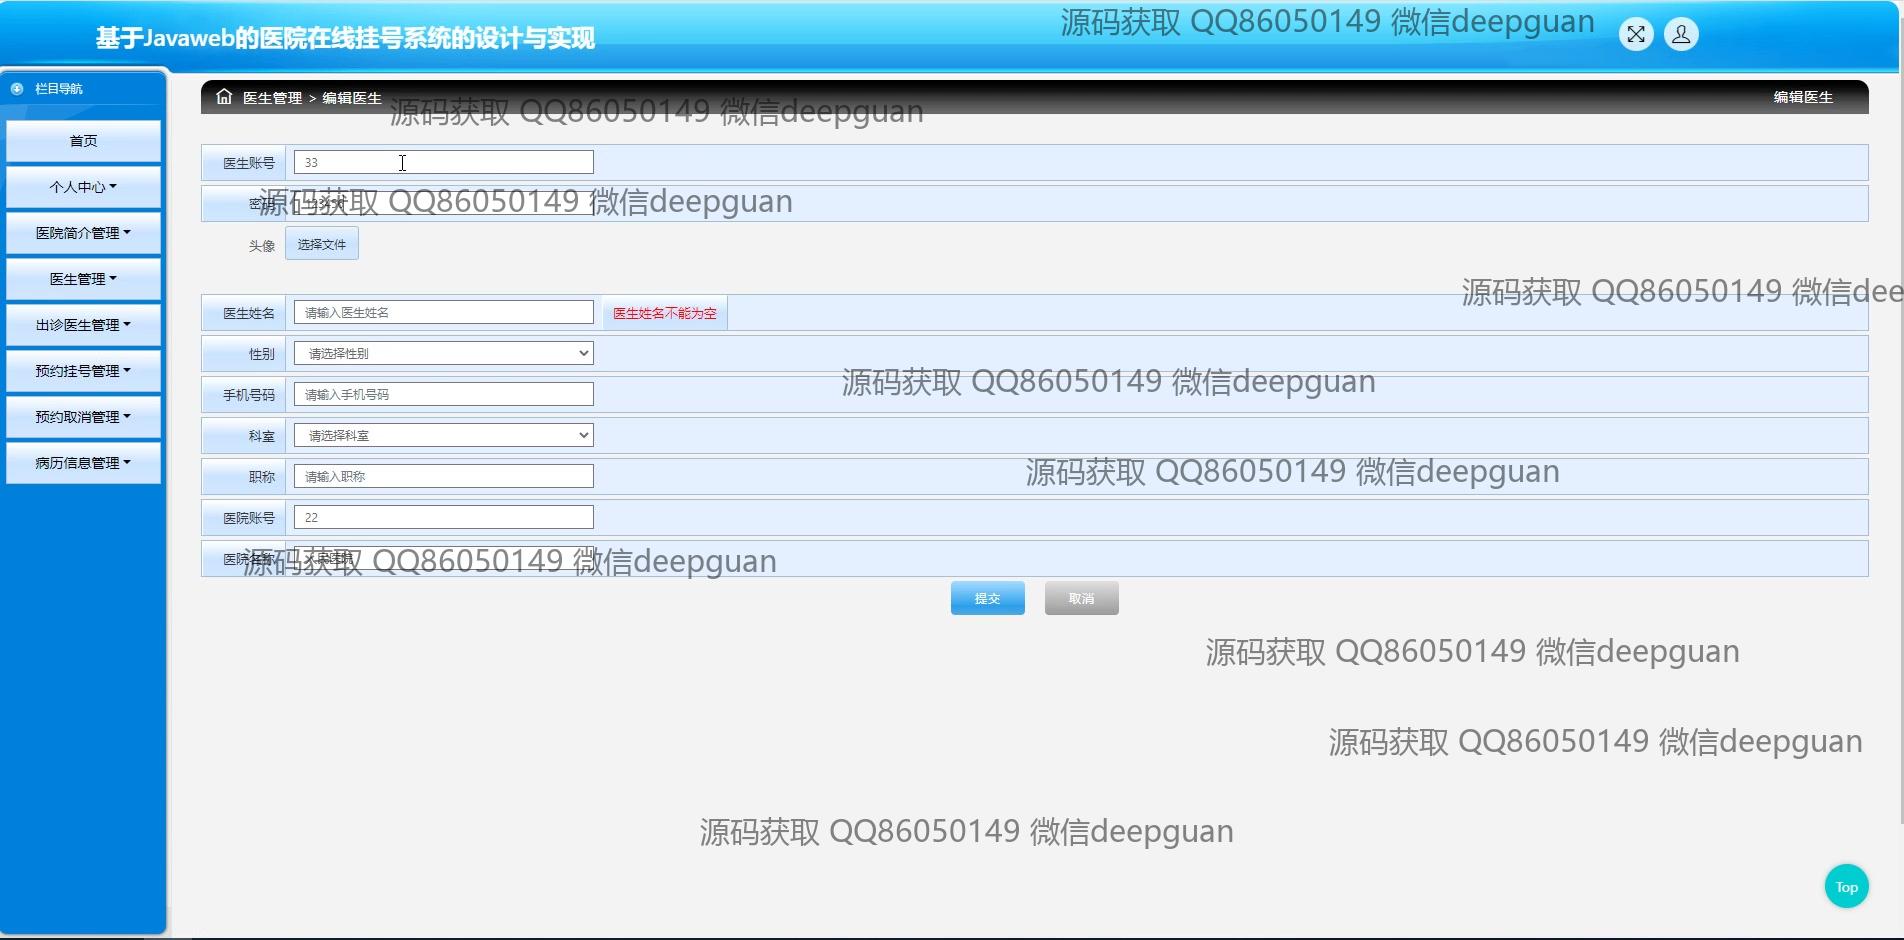 源码获取 QQ86050149 微信deepguan
基于Javaweb的医院在线挂号系统的设计与实现
栏目导航
首页
个人中心
医院简介管理
医生管理
出诊医生管理
预约挂号管理
预约取消管理
病历信息管理
医生管理 > 编辑医生
编辑医生
源码获取 QQ86050149 微信deepguan
医生账号 33
密码
源码获取 QQ86050149 微信deepguan
头像 选择文件
源码获取 QQ86050149 微信dee
医生姓名 请输入医生姓名 医生姓名不能为空
性别 请选择性别
源码获取 QQ86050149 微信deepguan
手机号码 请输入手机号码
科室 请选择科室
源码获取 QQ86050149 微信deepguan
职称 请输入职称
医院账号 22
医院名称
源码获取 QQ86050149 微信deepguan
提交 取消
源码获取 QQ86050149 微信deepguan
源码获取 QQ86050149 微信deepguan
源码获取 QQ86050149 微信deepguan
Top